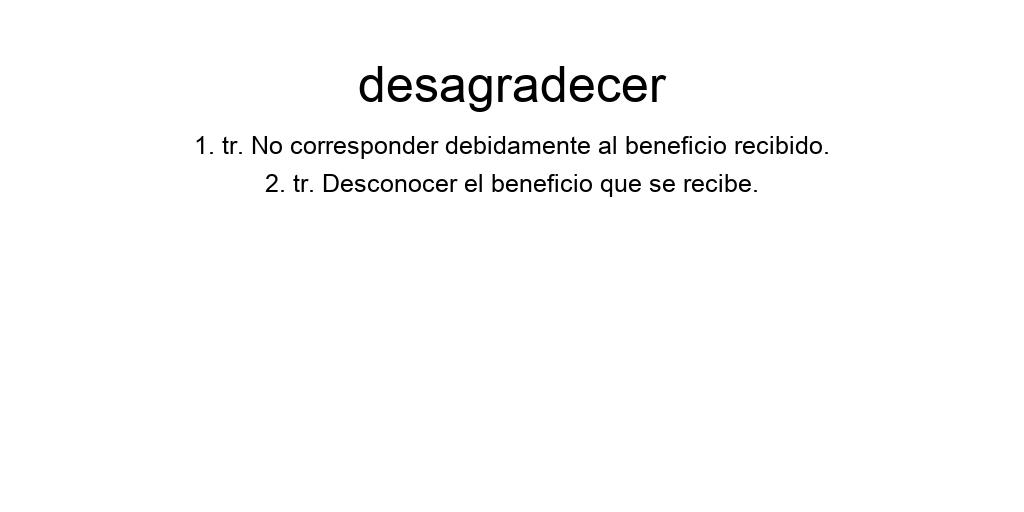 desagradecer
1. tr. No corresponder debidamente al beneficio recibido.
2. tr. Desconocer el beneficio que se recibe.